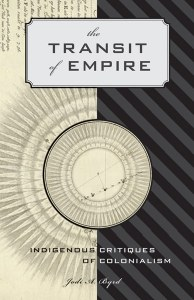 the
TRANSIT
of EMPIRE
INDIGENOUS CRITIQUES
OF COLONIALISM
Jodi A. Byrd